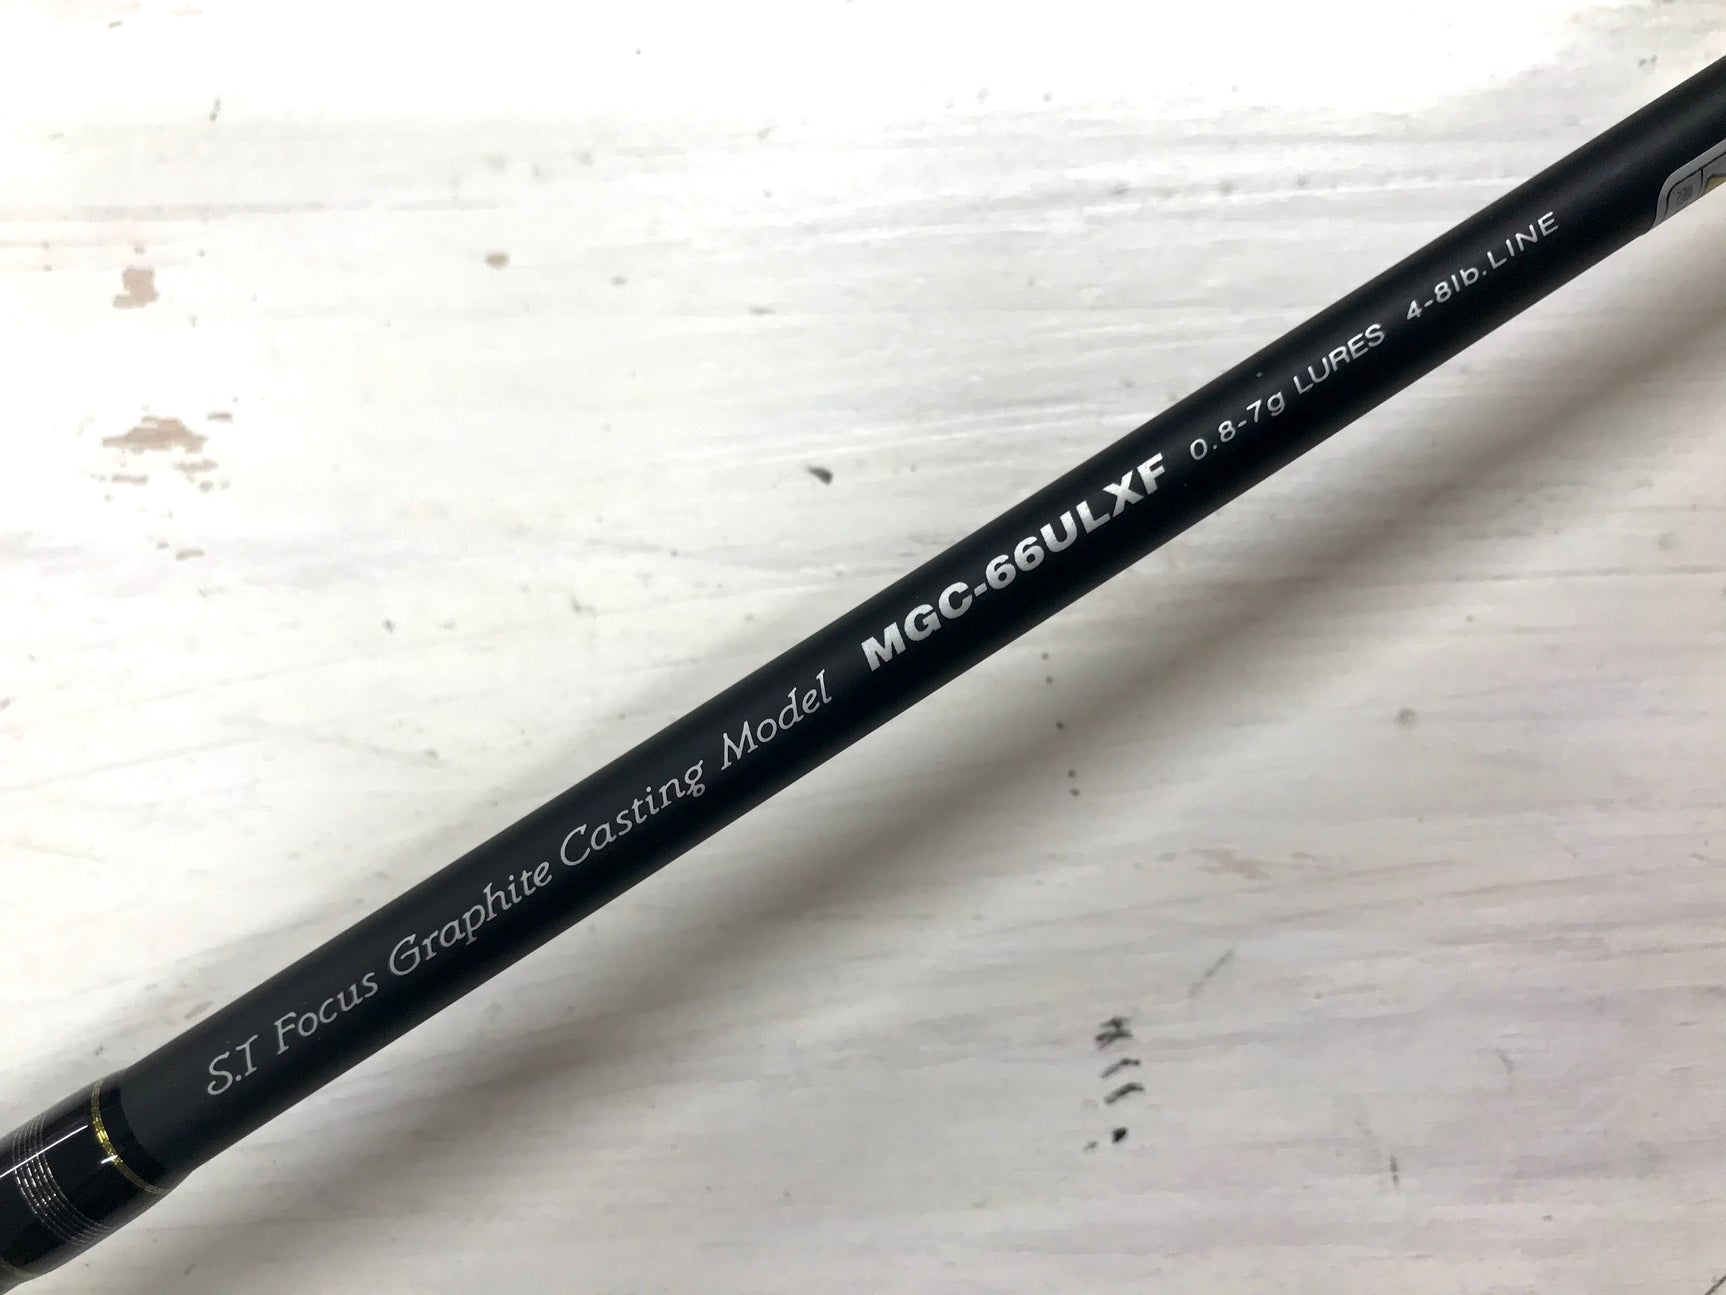 S.T Focus Graphite Casting Model MGC-66ULXF 0.8-7g LURES 4-8lb.LINE